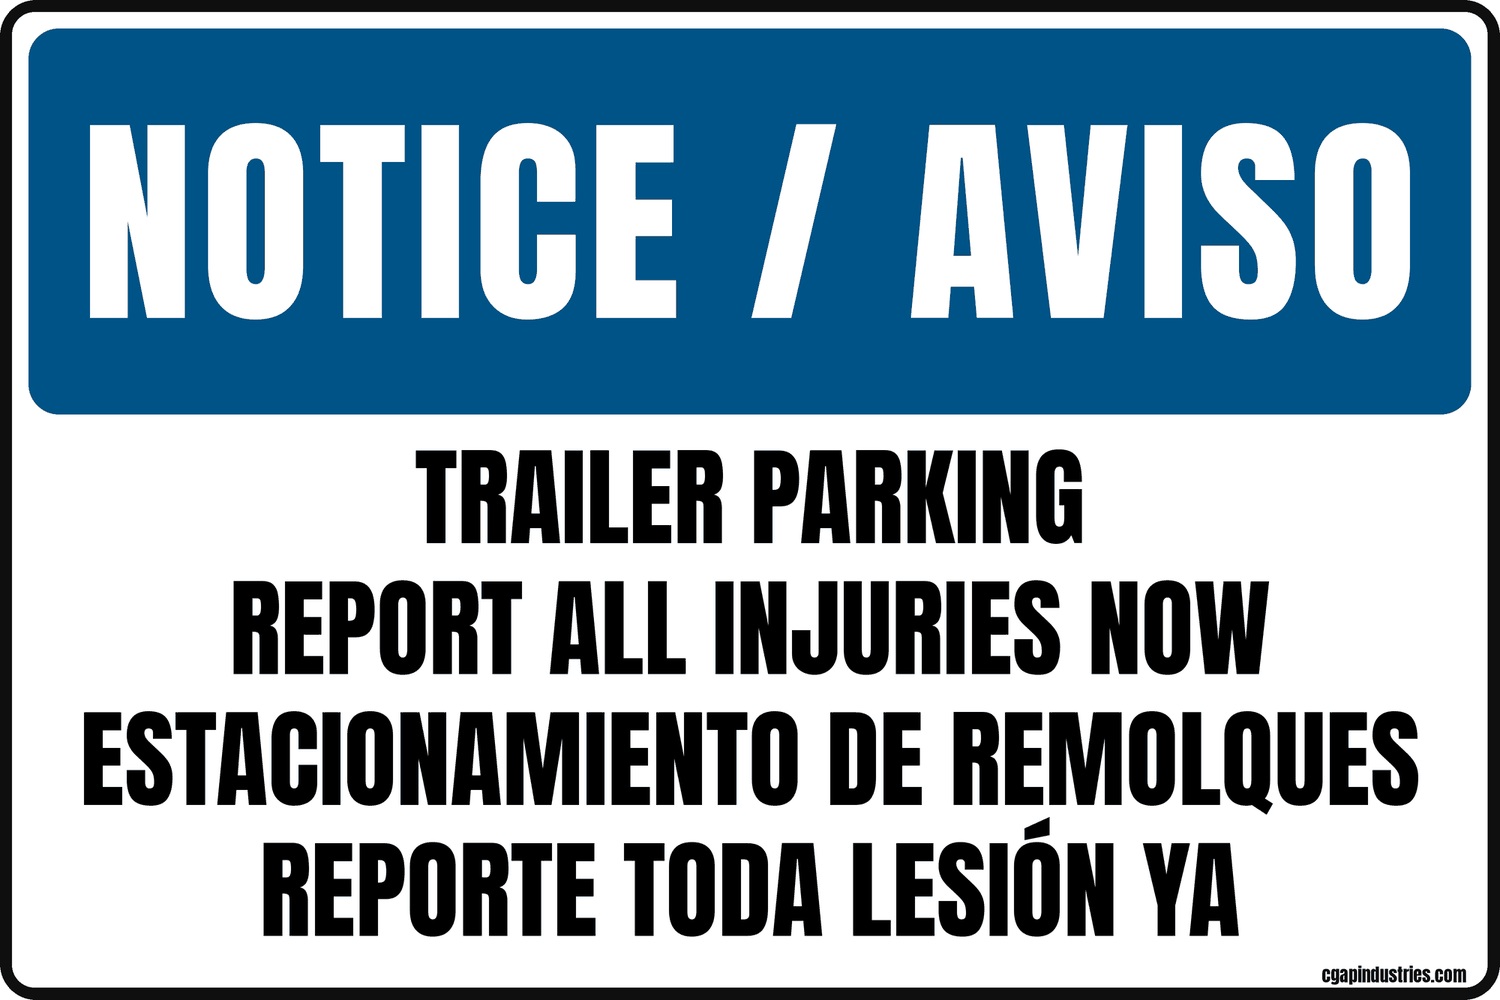 NOTICE / AVISO
TRAILER PARKING
REPORT ALL INJURIES NOW
ESTACIONAMIENTO DE REMOLQUES
REPORTE TODA LESIÓN YA
cgapindustries.com